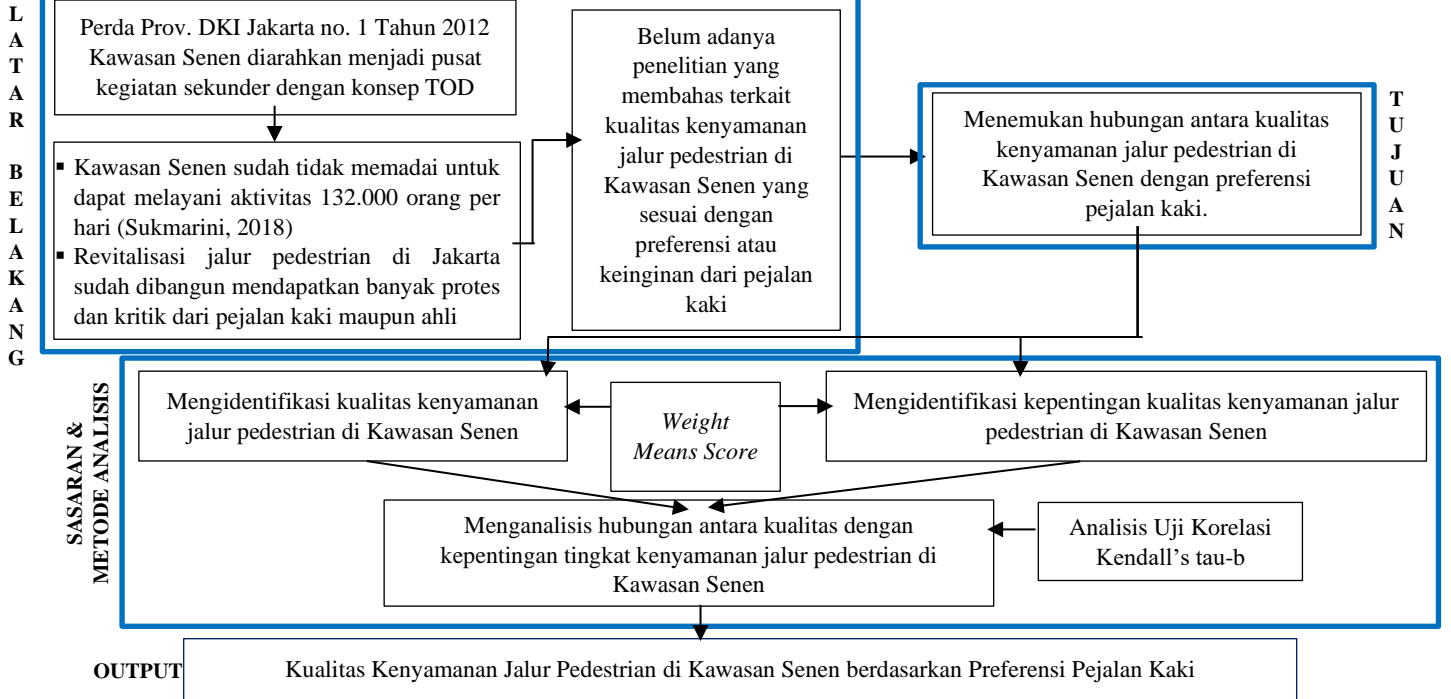 LATAR BELAKANG
Perda Prov. DKI Jakarta no. 1 Tahun 2012
Kawasan Senen diarahkan menjadi pusat
kegiatan sekunder dengan konsep TOD
▪ Kawasan Senen sudah tidak memadai untuk
dapat melayani aktivitas 132.000 orang per
hari (Sukmarini, 2018)
▪ Revitalisasi jalur pedestrian di Jakarta
sudah dibangun mendapatkan banyak protes
dan kritik dari pejalan kaki maupun ahli
Belum adanya
penelitian yang
membahas terkait
kualitas kenyamanan
jalur pedestrian di
Kawasan Senen yang
sesuai dengan
preferensi atau
keinginan dari pejalan
kaki
TUJUAN
Menemukan hubungan antara kualitas
kenyamanan jalur pedestrian di
Kawasan Senen dengan preferensi
pejalan kaki.
SASARAN &
METODE ANALISIS
Mengidentifikasi kualitas kenyamanan
jalur pedestrian di Kawasan Senen
Weight
Means Score
Mengidentifikasi kepentingan kualitas kenyamanan jalur
pedestrian di Kawasan Senen
Menganalisis hubungan antara kualitas dengan
kepentingan tingkat kenyamanan jalur pedestrian di
Kawasan Senen
Analisis Uji Korelasi
Kendall's tau-b
OUTPUT
Kualitas Kenyamanan Jalur Pedestrian di Kawasan Senen berdasarkan Preferensi Pejalan Kaki